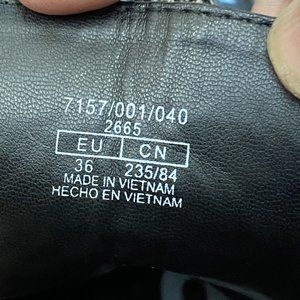 7157/001/040
2665
EU CN
36 235/84
MADE IN VIETNAM
HECHO EN VIETNAM